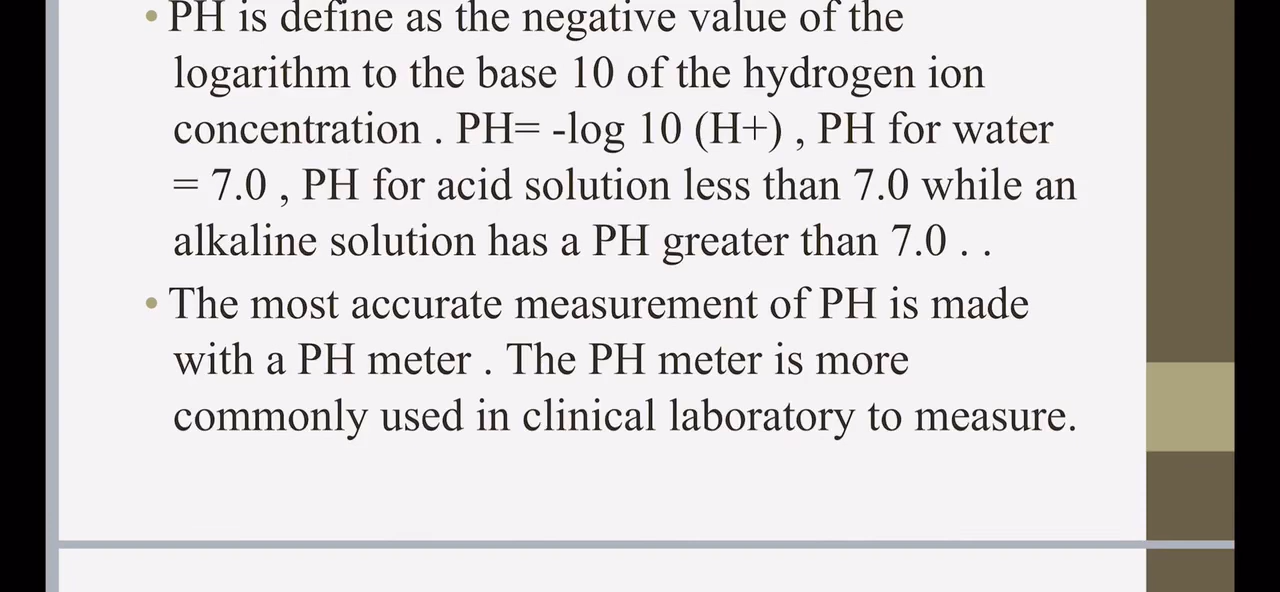 • PH is define as the negative value of the
logarithm to the base 10 of the hydrogen ion
concentration . PH= -log 10 (H+) , PH for water
= 7.0 , PH for acid solution less than 7.0 while an
alkaline solution has a PH greater than 7.0 . .
• The most accurate measurement of PH is made
with a PH meter . The PH meter is more
commonly used in clinical laboratory to measure.